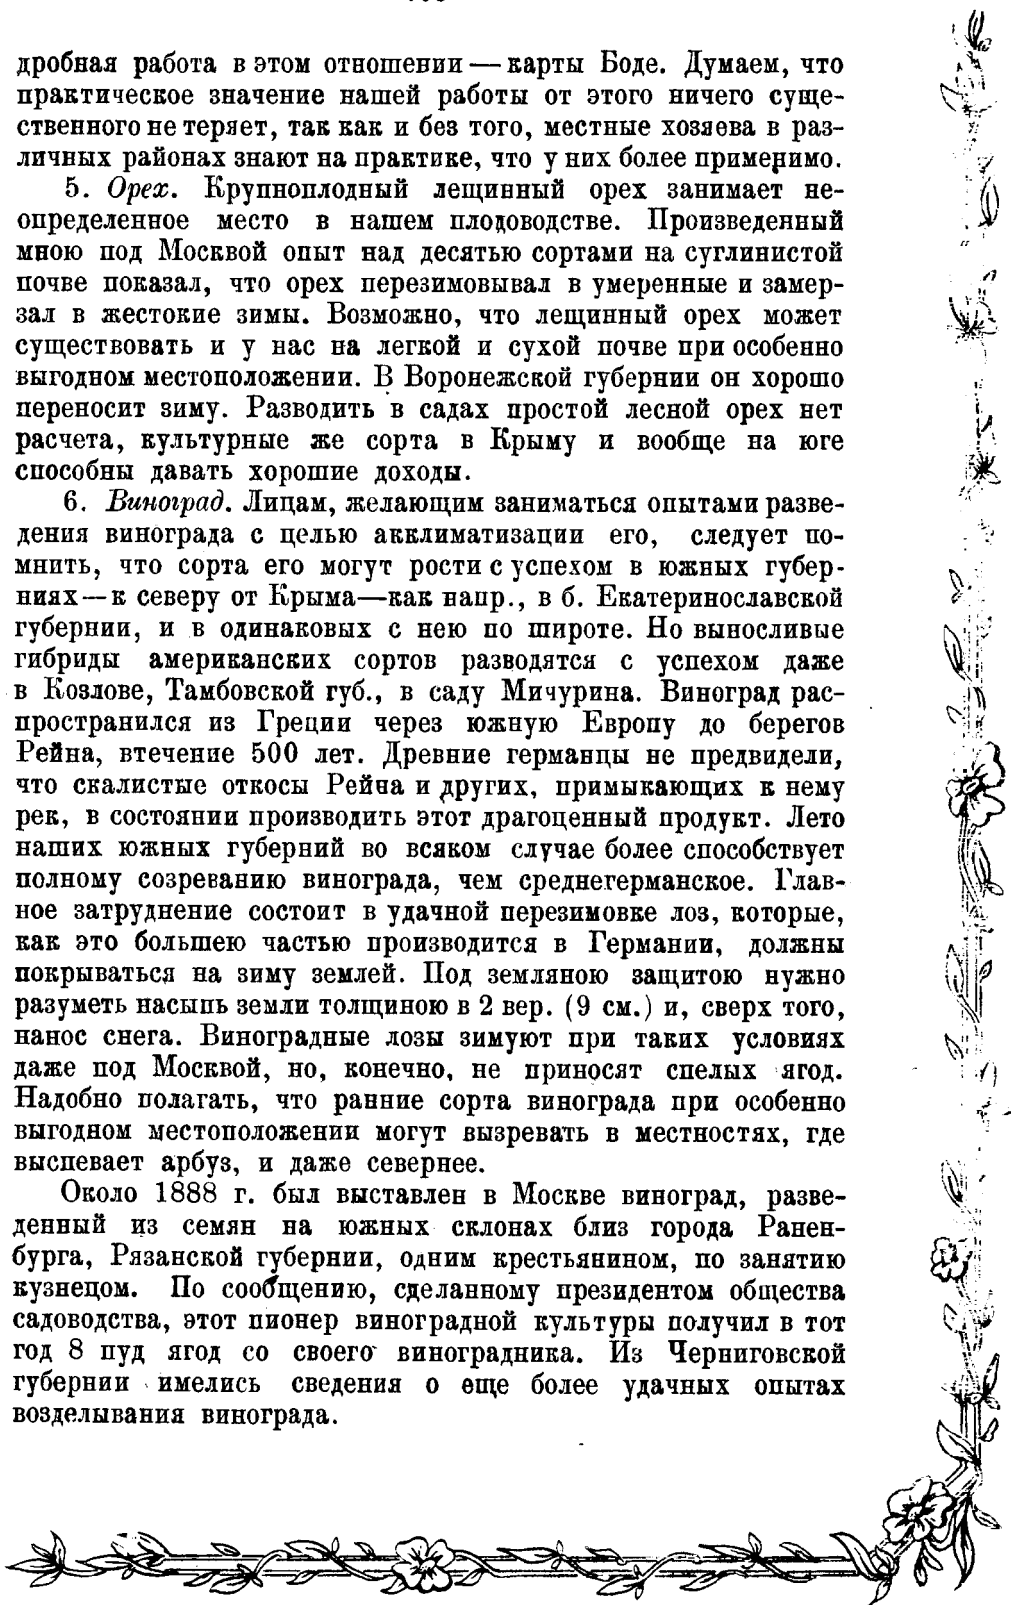 дробная работа в этом отношении — карты Боде. Думаем, что
практическое значение нашей работы от этого ничего суще-
ственного не теряет, так как и без того, местные хозяева в раз-
личных районах знают на практике, что у них более примеримо.
5. Орех. Крупноплодный лещинный орех занимает не-
определенное место в нашем плодоводстве. Произведенный
мною под Москвой опыт над десятью сортами на суглинистой
почве показал, что орех перезимовывал в умеренные и замер-
зал в жестокие зимы. Возможно, что лещинный орех может
существовать и у нас на легкой и сухой почве при особенно
выгодном местоположении. В Воронежской губернии он хорошо
переносит зиму. Разводить в садах простой лесной орех нет
расчета, культурные же сорта в Крыму и вообще на юге
способны давать хорошие доходы.
6. Виноград. Лицам, желающим заниматься опытами разве-
дения винограда с целью акклиматизации его, следует по-
мнить, что сорта его могут рости с успехом в южных губер-
ниях — к северу от Крыма — как напр., в б. Екатеринославской
губернии, и в одинаковых с нею по широте. Но выносливые
гибриды американских сортов разводятся с успехом даже
в Козлове, Тамбовской губ., в саду Мичурина. Виноград рас-
пространился из Греции через южную Европу до берегов
Рейна, втечение 500 лет. Древние германцы не предвидели,
что скалистые откосы Рейна и других, примыкающих к нему
рек, в состоянии производить этот драгоценный продукт. Лето
наших южных губерний во всяком случае более способствует
полному созреванию винограда, чем среднегерманское. Глав-
ное затруднение состоит в удачной перезимовке лоз, которые,
как это большею частью производится в Германии, должны
покрываться на зиму землей. Под земляною защитою нужно
разуметь насыпь земли толщиною в 2 вер. (9 см.) и, сверх того,
нанос снега. Виноградные лозы зимуют при таких условиях
даже под Москвой, но, конечно, не приносят спелых ягод.
Надобно полагать, что ранние сорта винограда при особенно
выгодном местоположении могут вызревать в местностях, где
выспевает арбуз, и даже севернее.
Около 1888 г. был выставлен в Москве виноград, разве-
денный из семян на южных склонах близ города Ранен-
бурга, Рязанской губернии, одним крестьянином, по занятию
кузнецом. По сообщению, сделанному президентом общества
садоводства, этот пионер виноградной культуры получил в тот
год 8 пуд ягод со своего виноградника. Из Черниговской
губернии имелись сведения о еще более удачных опытах
возделывания винограда.